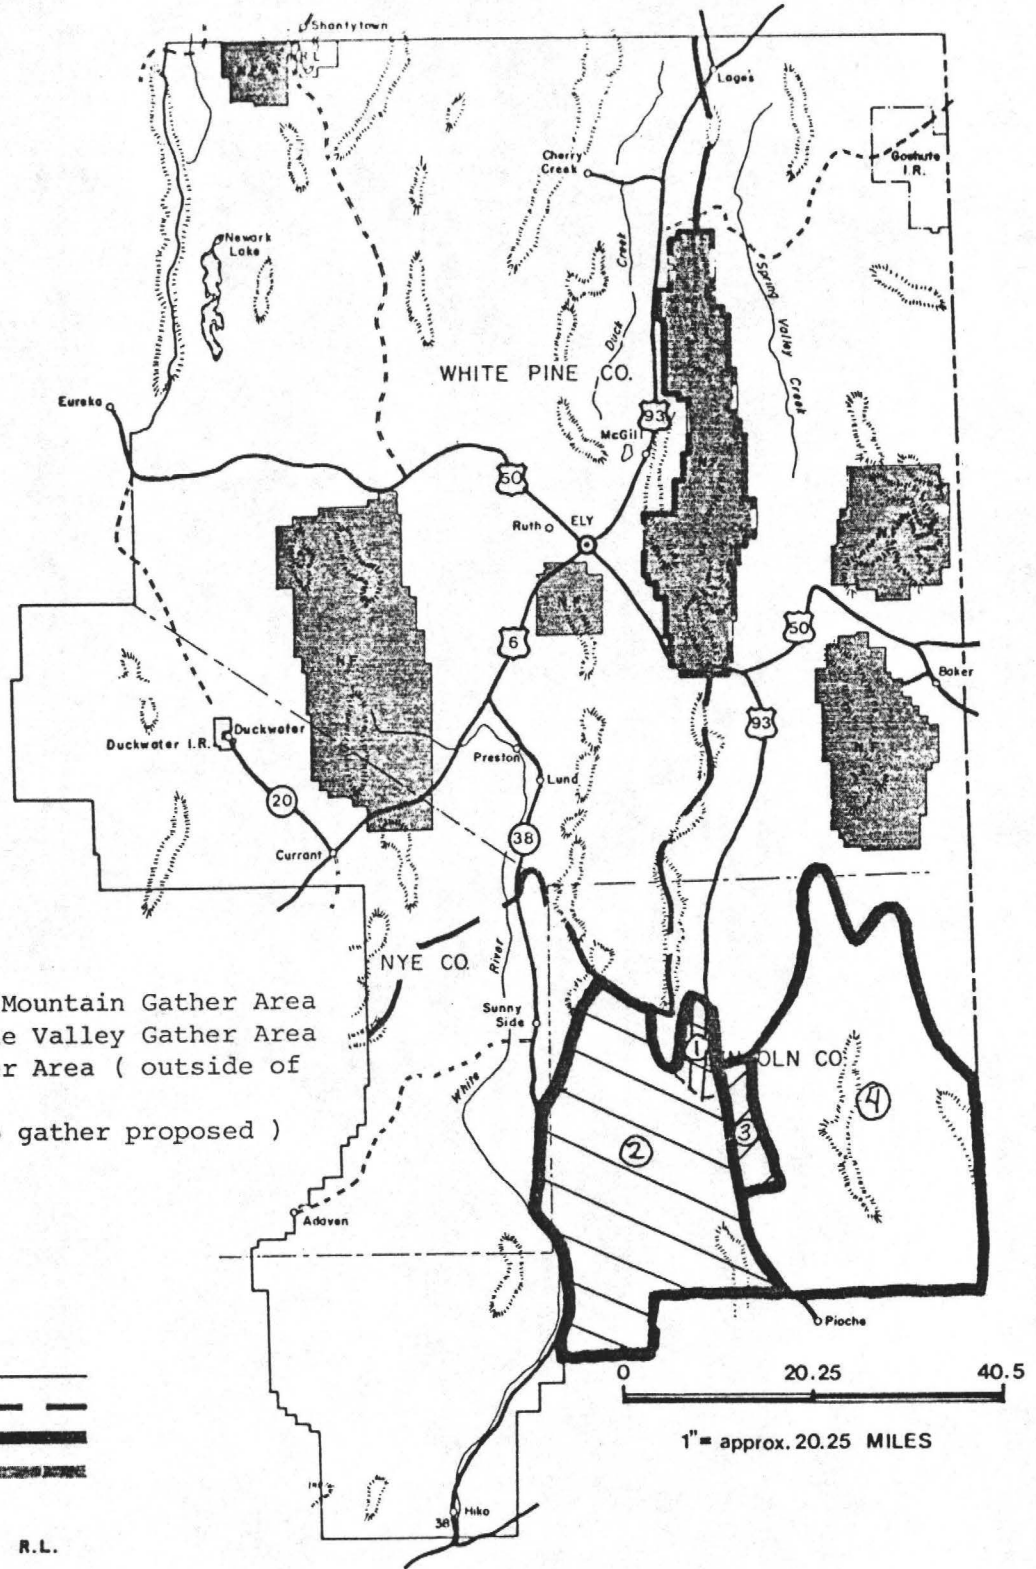 Shantytown
R L
Lage's
Cherry
Creek
Goshute
I.R.
Newark
Lake
Creek
Duck
Spring
Valley
Creek
WHITE PINE CO.
Eureka
93
McGill
N.F.
50
Ruth
ELY
N.F.
N.F.
6
50
N.F.
Baker
93
N.F.
Duckwater
Duckwater I.R.
Preston
Lund
20
38
Currant
NYE CO.
River
Mountain Gather Area
e Valley Gather Area
r Area ( outside of
gather proposed )
Sunny
Side
White
1
NCOLN CO.
4
3
2
Adaven
Pioche
0 20.25 40.5
1"= approx. 20.25 MILES
Hiko
38
R.L.